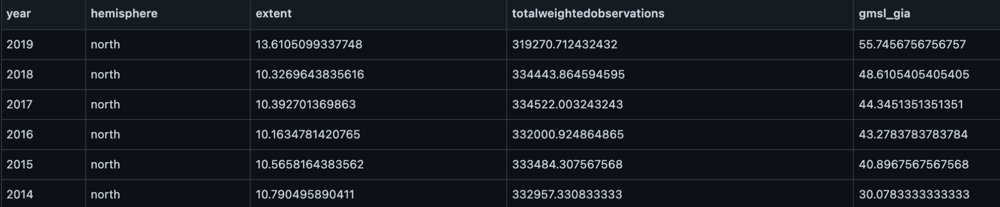 year hemisphere extent totalweightedobservations gmsl_gia
2019 north 13.6105099337748 319270.712432432 55.7456756756757
2018 north 10.3269643835616 334443.864594595 48.6105405405405
2017 north 10.392701369863 334522.003243243 44.3451351351351
2016 north 10.1634781420765 332000.924864865 43.2783783783784
2015 north 10.5658164383562 333484.307567568 40.8967567567568
2014 north 10.790495890411 332957.330833333 30.0783333333333